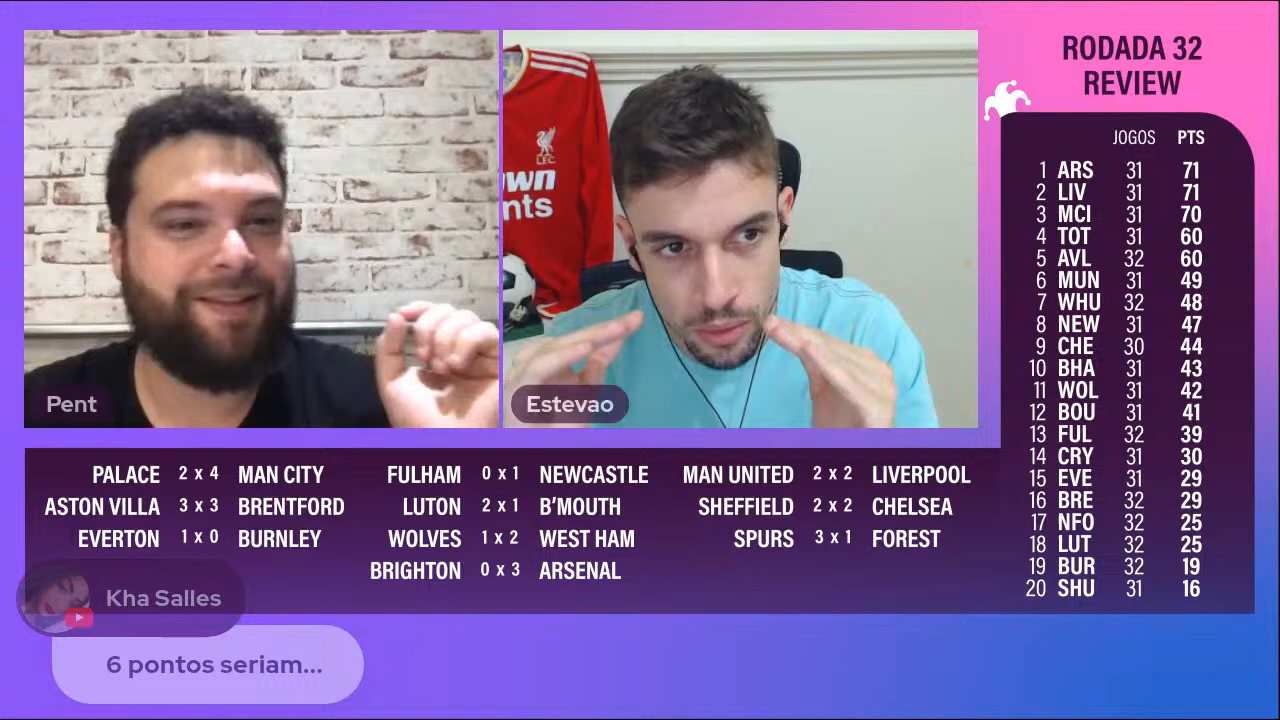 RODADA 32
REVIEW
JOGOS PTS
1 ARS 31 71
2 LIV 31 71
3 MCI 31 70
4 TOT 31 60
5 AVL 32 60
6 MUN 31 49
7 WHU 32 48
8 NEW 31 47
9 CHE 30 44
10 BHA 31 43
11 WOL 31 42
12 BOU 31 41
13 FUL 32 39
14 CRY 31 30
15 EVE 31 29
16 BRE 32 29
17 NFO 32 25
18 LUT 32 25
19 BUR 32 19
20 SHU 31 16
LFC
wn
nts
Pent
Estevao
PALACE 2 x 4 MAN CITY
ASTON VILLA 3 x 3 BRENTFORD
EVERTON 1 x 0 BURNLEY
FULHAM 0 x 1 NEWCASTLE
LUTON 2 x 1 B'MOUTH
WOLVES 1 x 2 WEST HAM
BRIGHTON 0 x 3 ARSENAL
MAN UNITED 2 x 2 LIVERPOOL
SHEFFIELD 2 x 2 CHELSEA
SPURS 3 x 1 FOREST
Kha Salles
6 pontos seriam...